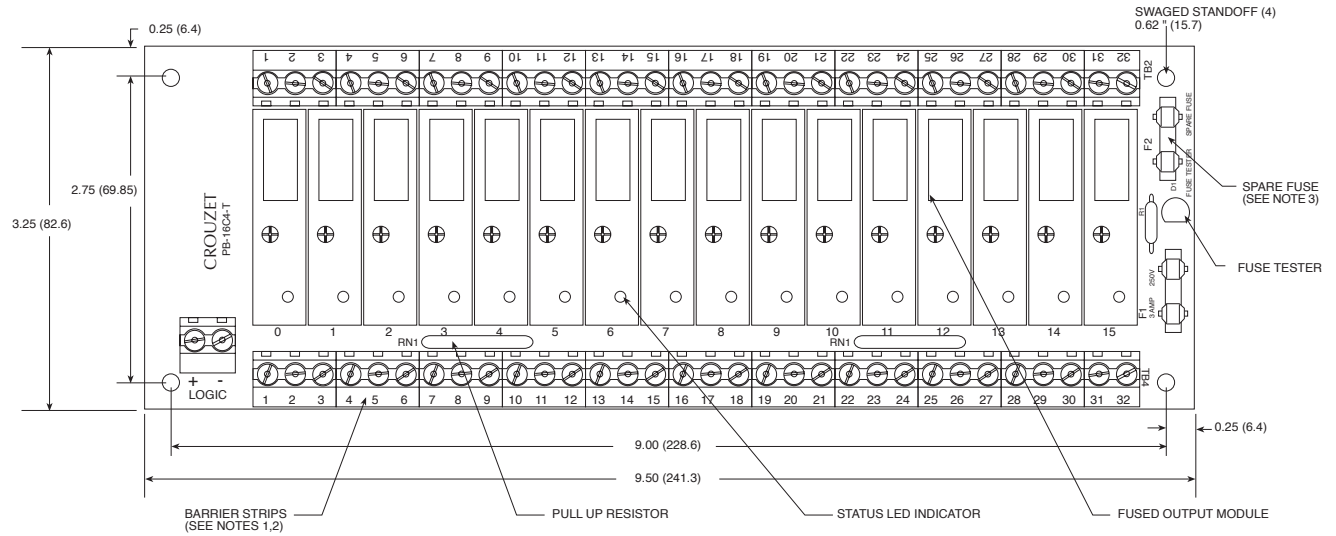 0.25 (6.4)
SWAGED STANDOFF (4)
0.62 " (15.7)
1 2 3 4 5 6 7 8 9 10 11 12 13 14 15 16 17 18 19 20 21 22 23 24 25 26 27 28 29 30 31 32
TB2
SPARE FUSE
F2
2.75 (69.85)
3.25 (82.6)
CROUZET
PB-16C4-T
FUSE TESTER
D1
R1
SPARE FUSE
(SEE NOTE 3)
FUSE TESTER
250V
3 AMP
F1
0 1 2 3 4 5 6 7 8 9 10 11 12 13 14 15
RN1
RN1
+ -
LOGIC
1 2 3 4 5 6 7 8 9 10 11 12 13 14 15 16 17 18 19 20 21 22 23 24 25 26 27 28 29 30 31 32
TB4
0.25 (6.4)
9.00 (228.6)
9.50 (241.3)
BARRIER STRIPS
(SEE NOTES 1,2)
PULL UP RESISTOR
STATUS LED INDICATOR
FUSED OUTPUT MODULE